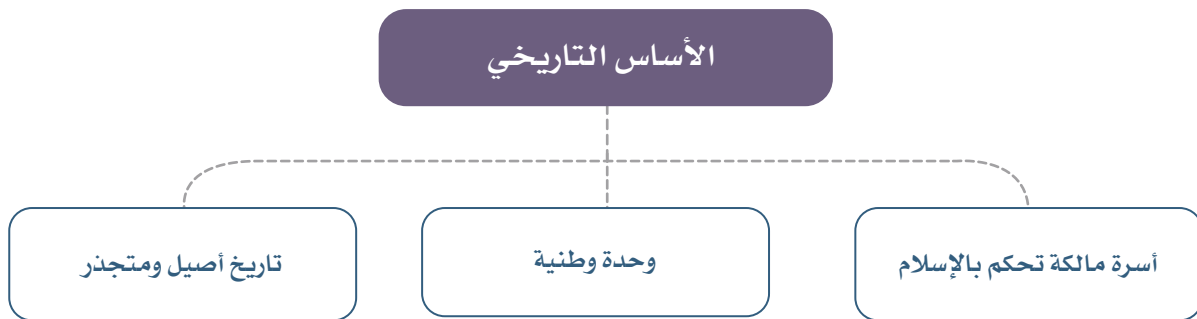 الأساس التاريخي
أسرة مالكة تحكم بالإسلام
وحدة وطنية
تاريخ أصيل ومتجذر